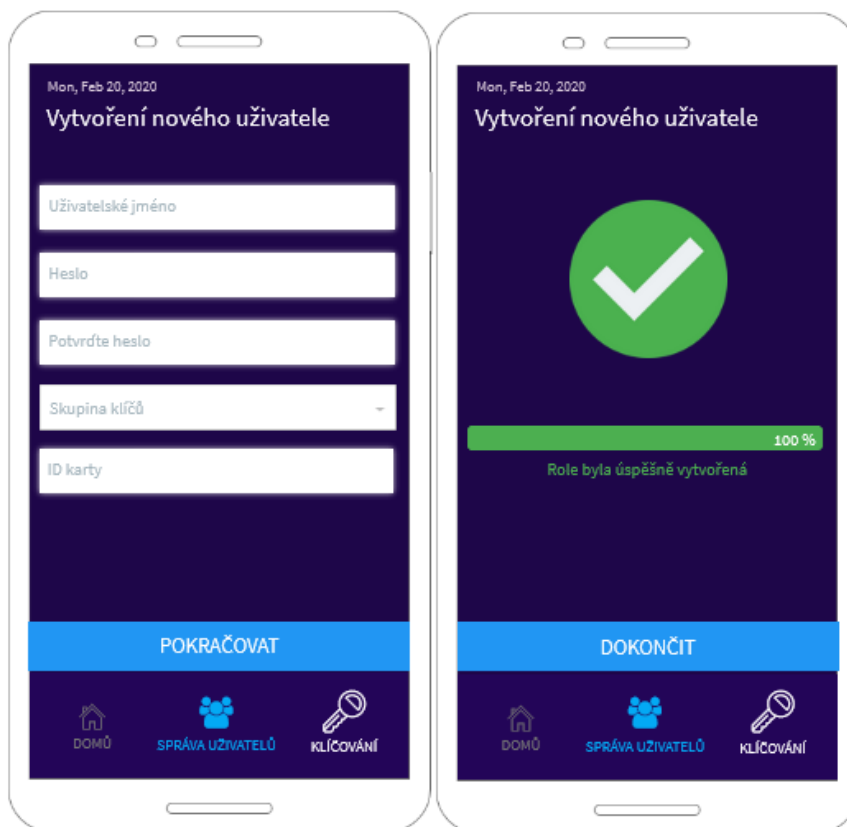 Mon, Feb 20, 2020
Vytvoření nového uživatele
Uživatelské jméno
Heslo
Potvrďte heslo
Skupina klíčů
ID karty
POKRAČOVAT
DOMŮ
SPRÁVA UŽIVATELŮ
KLÍČOVÁNÍ
Mon, Feb 20, 2020
Vytvoření nového uživatele
100 %
Role byla úspěšně vytvořená
DOKONČIT
DOMŮ
SPRÁVA UŽIVATELŮ
KLÍČOVÁNÍ